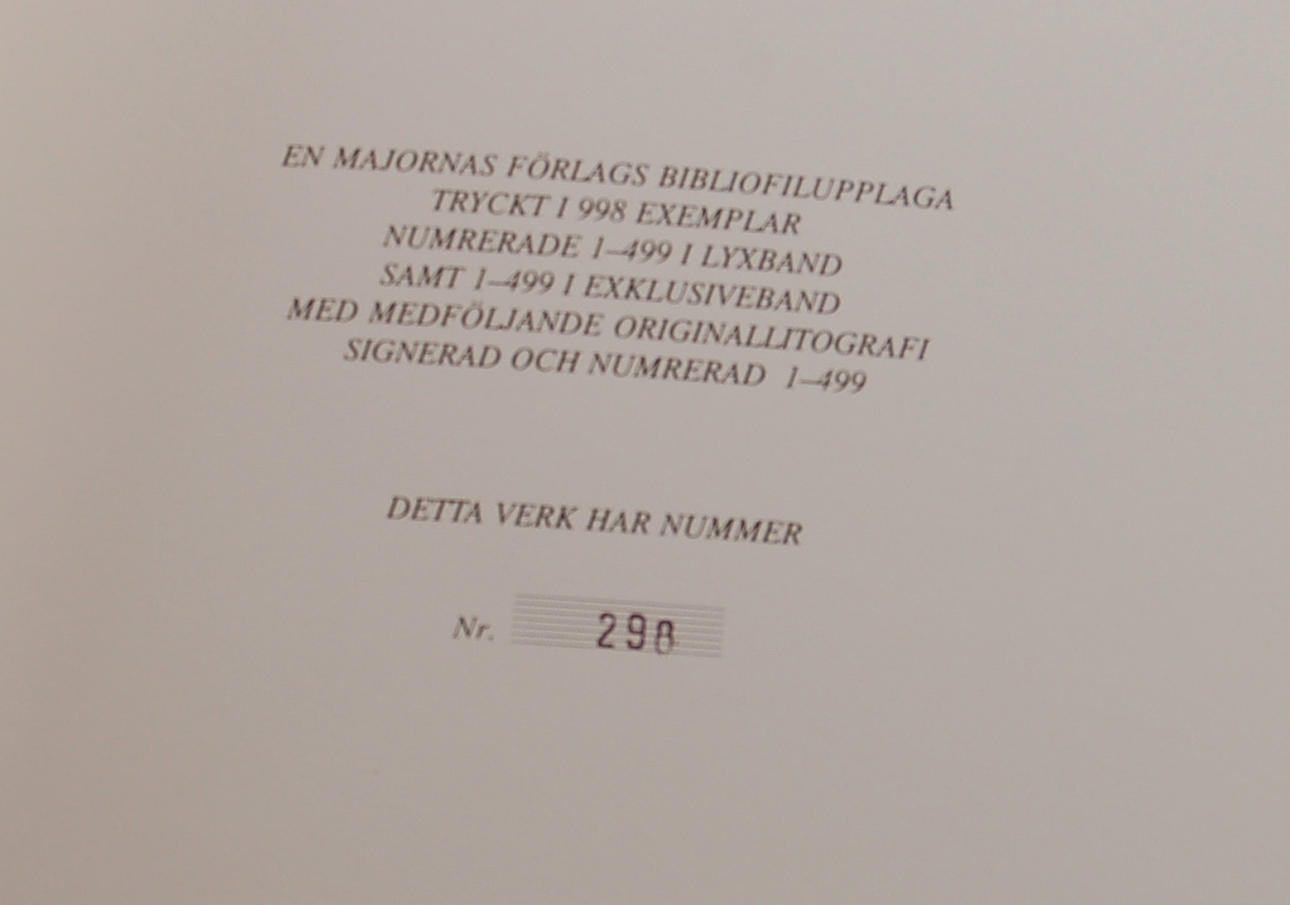 EN MAJORNAS FÖRLAGS BIBLIOFILUPPLAGA
TRYCKT I 998 EXEMPLAR
NUMRERADE 1–499 I LYXBAND
SAMT 1–499 I EXKLUSIVEBAND
MED MEDFÖLJANDE ORIGINALLITOGRAFI
SIGNERAD OCH NUMRERAD 1–499
DETTA VERK HAR NUMMER
Nr. 298